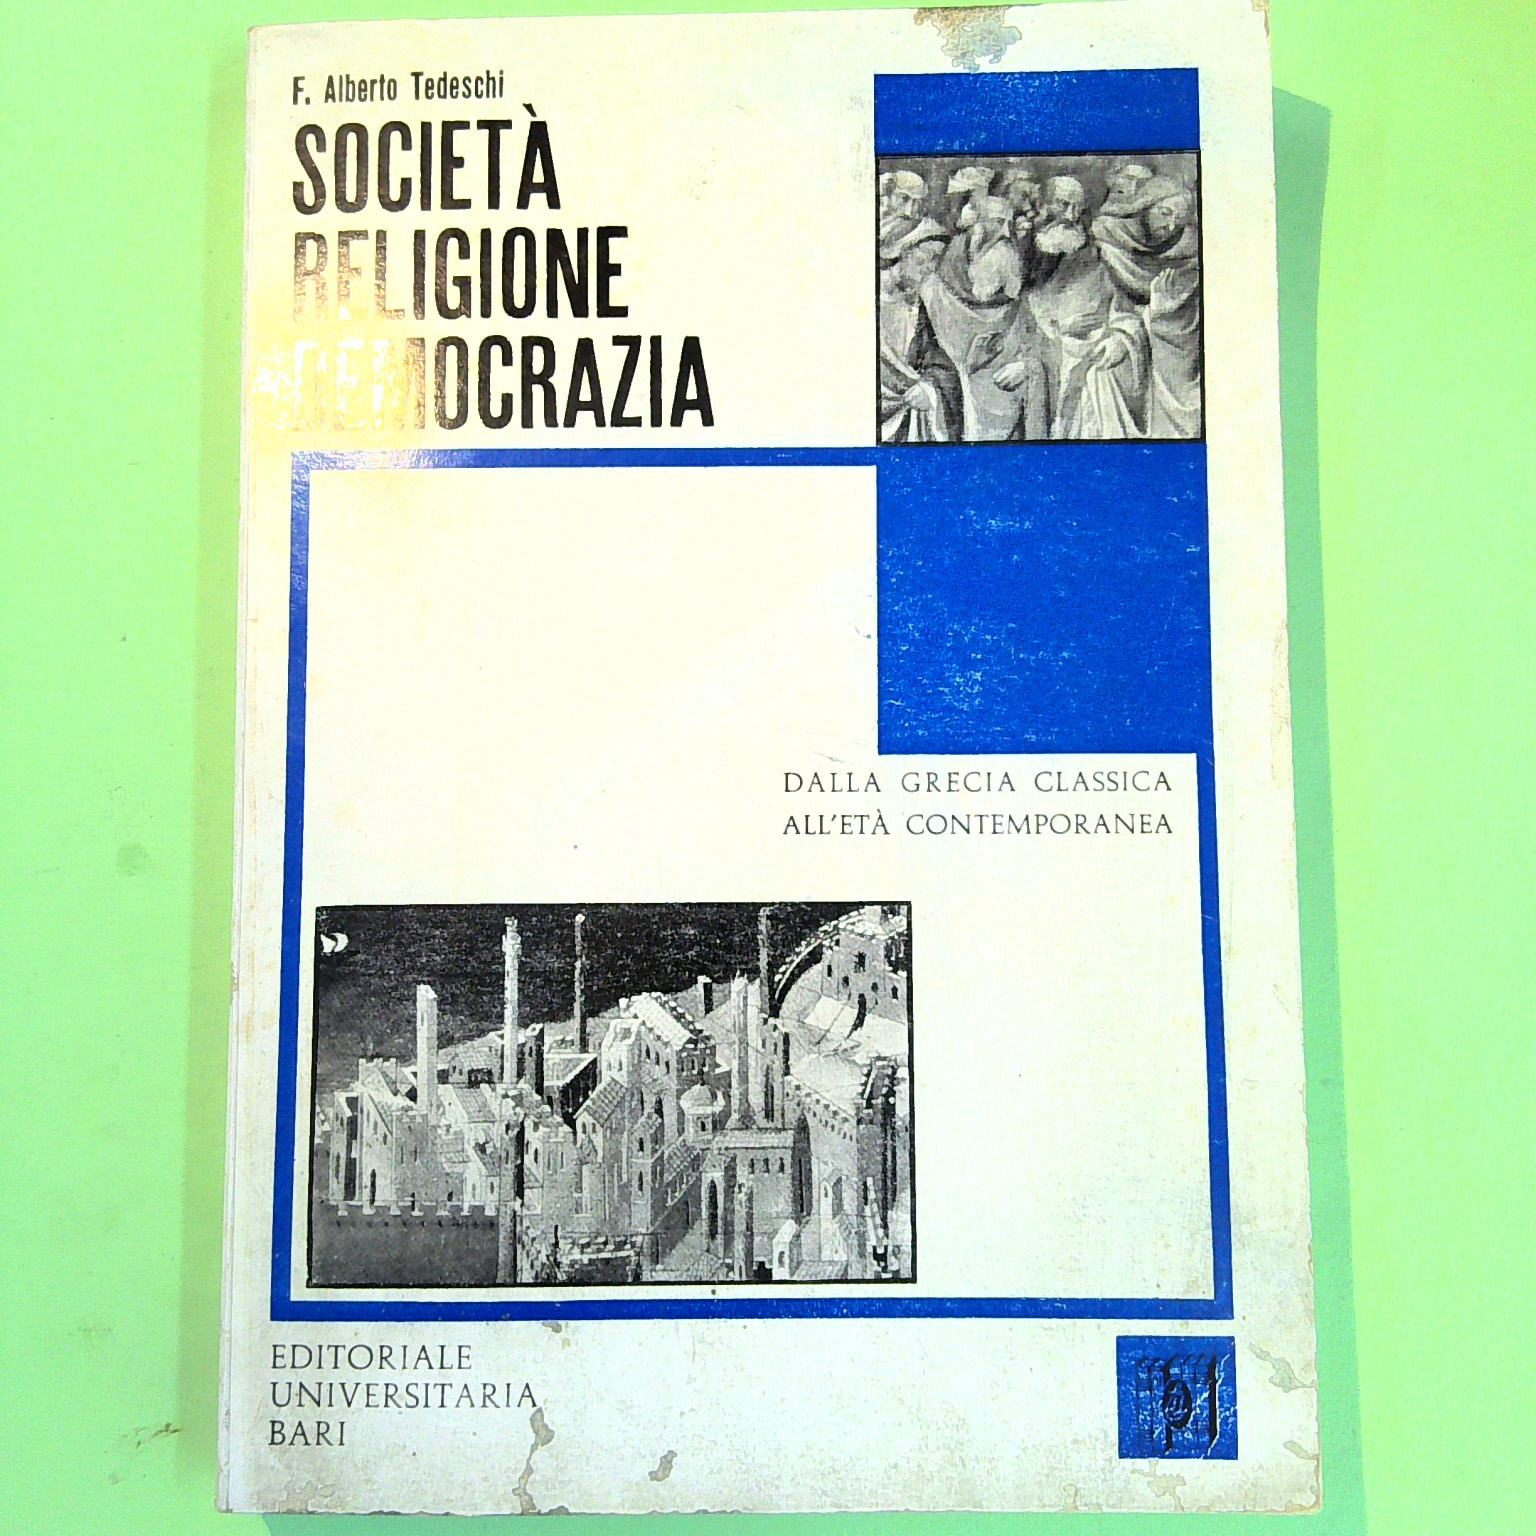 F. Alberto Tedeschi
SOCIETÀ
RELIGIONE
DEMOCRAZIA
DALLA GRECIA CLASSICA
ALL'ETÀ CONTEMPORANEA
EDITORIALE
UNIVERSITARIA
BARI